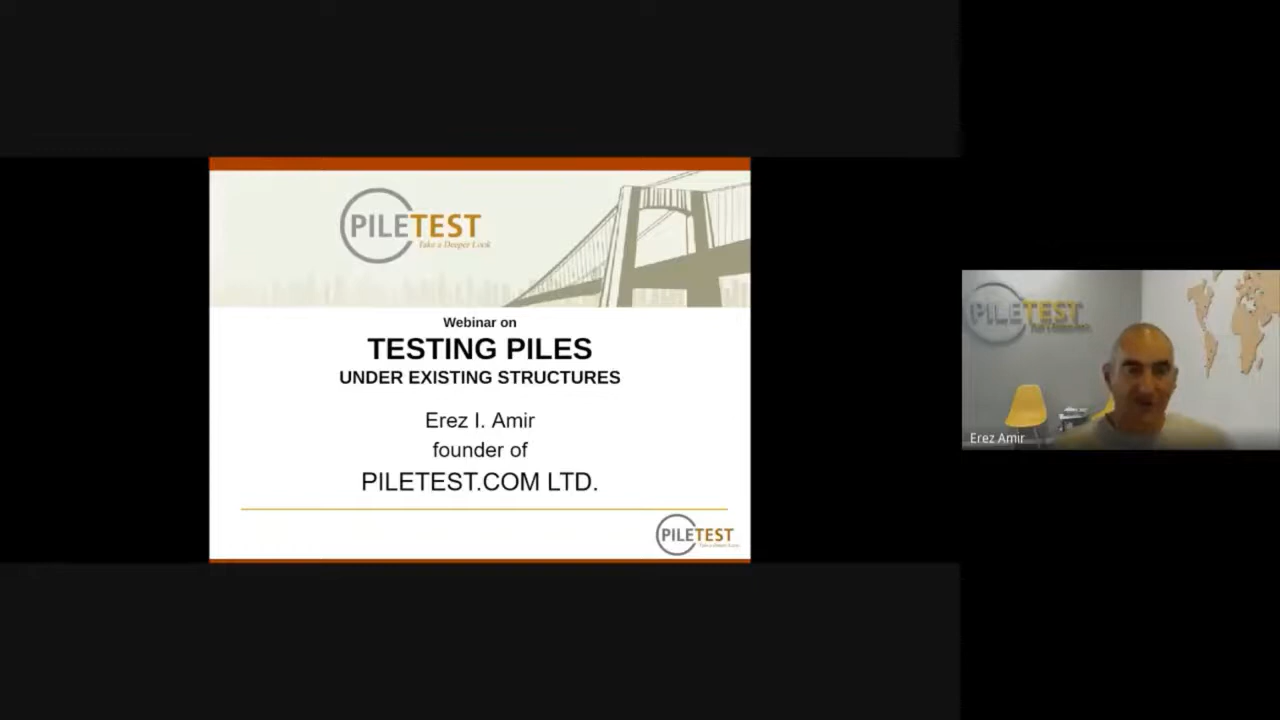 PILETEST
Take a Deeper Look
Webinar on
TESTING PILES
UNDER EXISTING STRUCTURES
Erez I. Amir
founder of
PILETEST.COM LTD.
PILETEST
PILETEST
Erez Amir